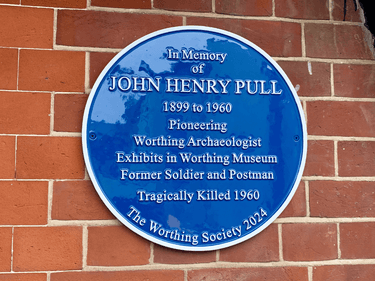 In Memory
of
JOHN HENRY PULL
1899 to 1960
Pioneering
Worthing Archaeologist
Exhibits in Worthing Museum
Former Soldier and Postman
Tragically Killed 1960
The Worthing Society 2024